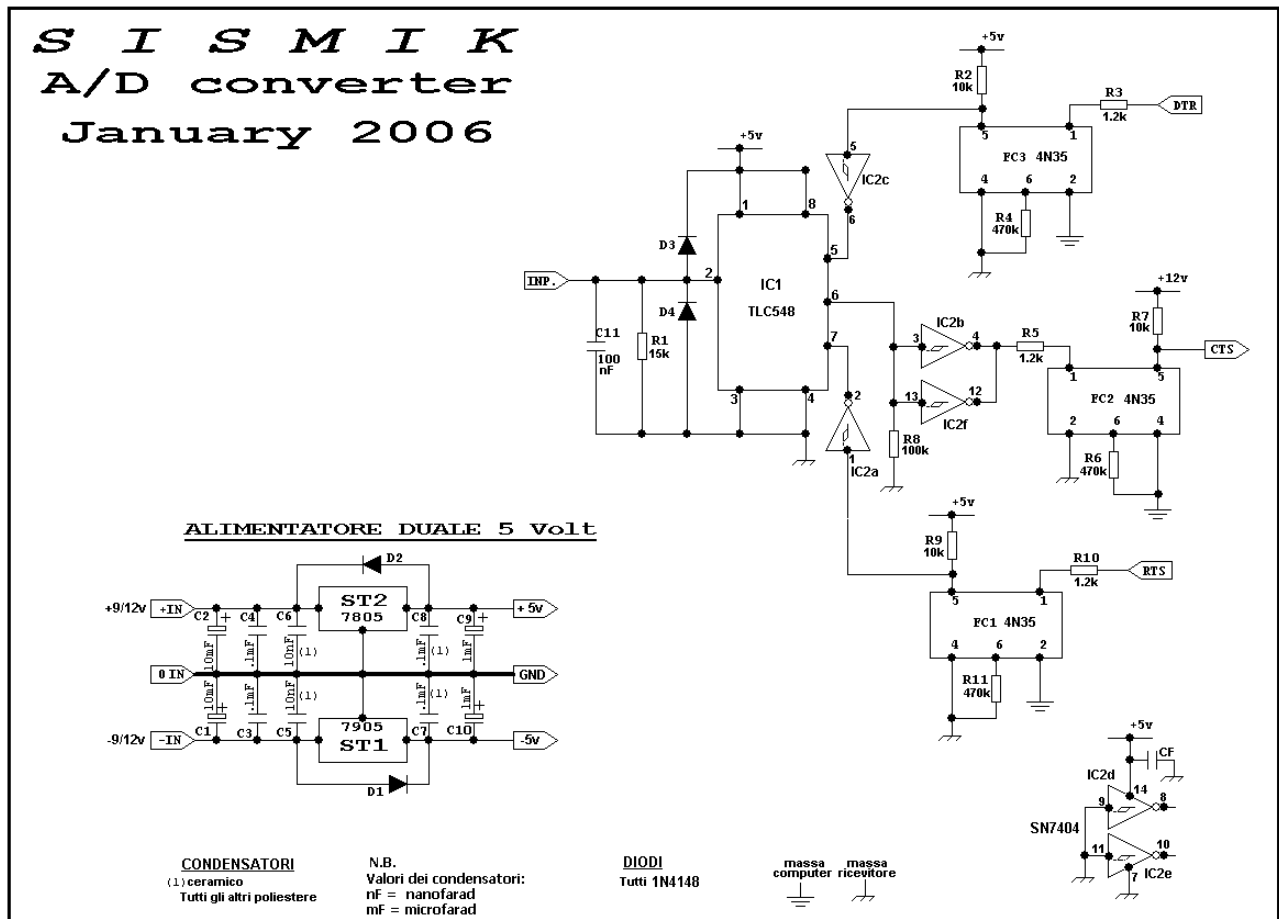 S I S M I K
A/D converter
January 2006
+5v
R2
10k
R3
1.2k
DTR
5
1
FC3 4N35
4
6
2
R4
470k
5
IC2c
6
+5v
1
8
D3
INP.
2
5
IC1
TLC548
6
7
D4
C11
100
nF
R1
15k
3
4
2
1
IC2a
IC2b
3
4
13
12
IC2f
R8
100k
R5
1.2k
+12v
R7
10k
CTS
1
5
FC2 4N35
2
6
4
R6
470k
+5v
R9
10k
R10
1.2k
RTS
5
1
FC1 4N35
4
6
2
R11
470k
ALIMENTATORE DUALE 5 Volt
D2
+9/12v
+IN
C2
+
C4
C6
ST2
7805
C8
C9
+
+5v
10mF
.1mF
10nF
(1)
.1mF
(1)
1mF
0 IN
GND
10mF
.1mF
10nF
(1)
.1mF
(1)
1mF
-9/12v
-IN
C1
+
C3
C5
7905
ST1
C7
C10
+
-5v
D1
+5v
CF
IC2d
14
9
8
SN7404
11
10
7
IC2e
CONDENSATORI
(1) ceramico
Tutti gli altri poliestere
N.B.
Valori dei condensatori:
nF = nanofarad
mF = microfarad
DIODI
Tutti 1N4148
massa
computer
massa
ricevitore